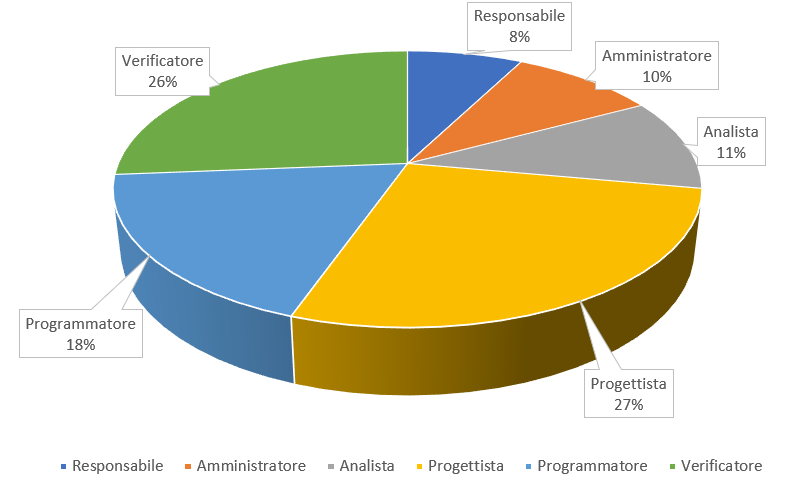 Responsabile
8%
Amministratore
10%
Analista
11%
Verificatore
26%
Programmatore
18%
Progettista
27%
Responsabile Amministratore Analista Progettista Programmatore Verificatore